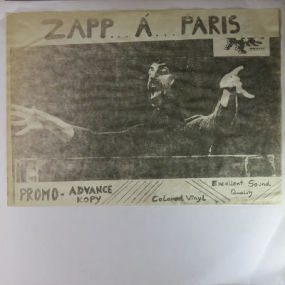 ZAPP... Á... PARIS
PROMO - ADVANCE
KOPY
Colored Vinyl
Excellent Sound
Quality